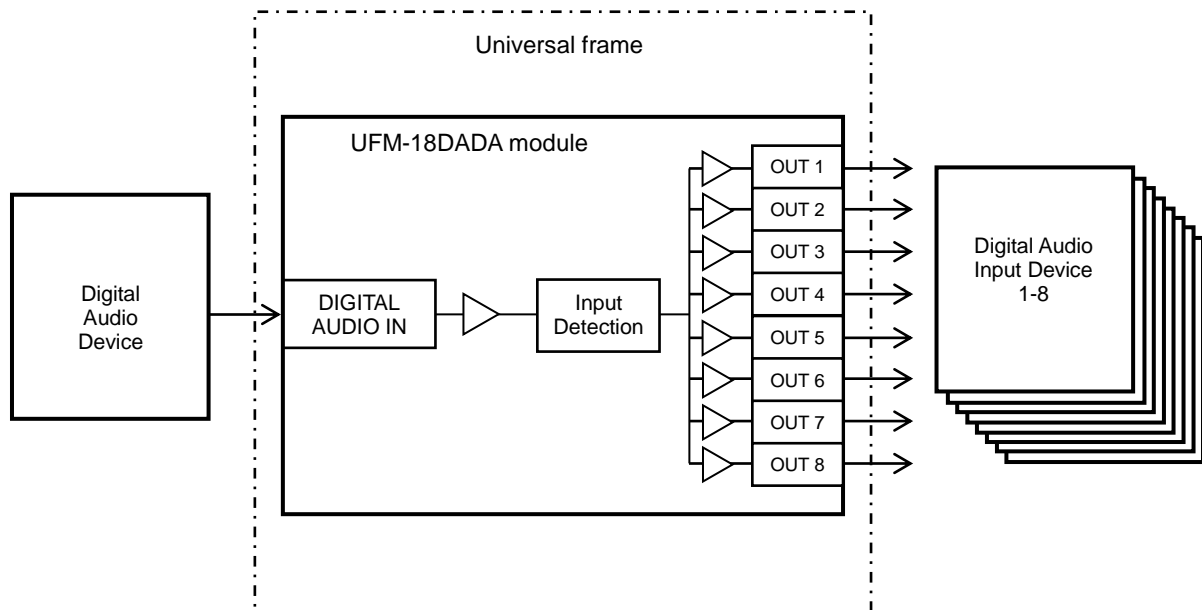 Universal frame
UFM-18DADA module
Digital
Audio
Device
DIGITAL
AUDIO IN
Input
Detection
OUT 1
OUT 2
OUT 3
OUT 4
OUT 5
OUT 6
OUT 7
OUT 8
Digital Audio
Input Device
1-8